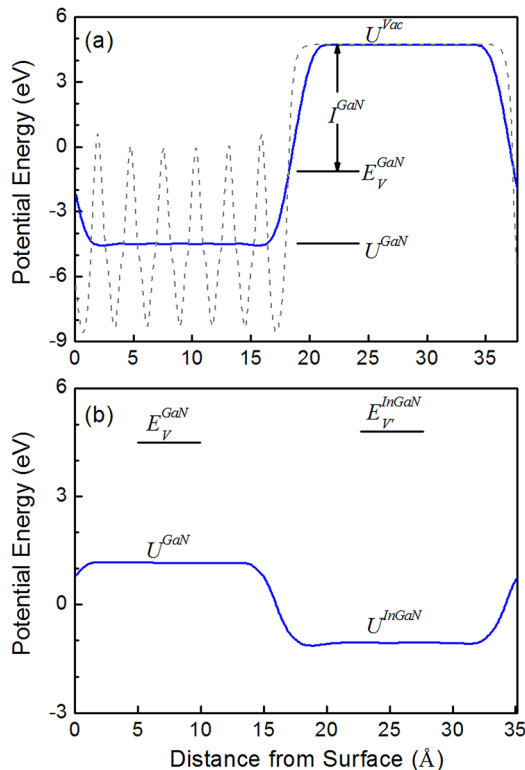 (a)
U^Vac
I^GaN
E_V^GaN
U^GaN
Potential Energy (eV)
6
3
0
-3
-6
-9
0 5 10 15 20 25 30 35
(b)
E_V^GaN
E_V'^InGaN
U^GaN
U^InGaN
Potential Energy (eV)
6
3
0
-3
0 5 10 15 20 25 30 35
Distance from Surface (Å)